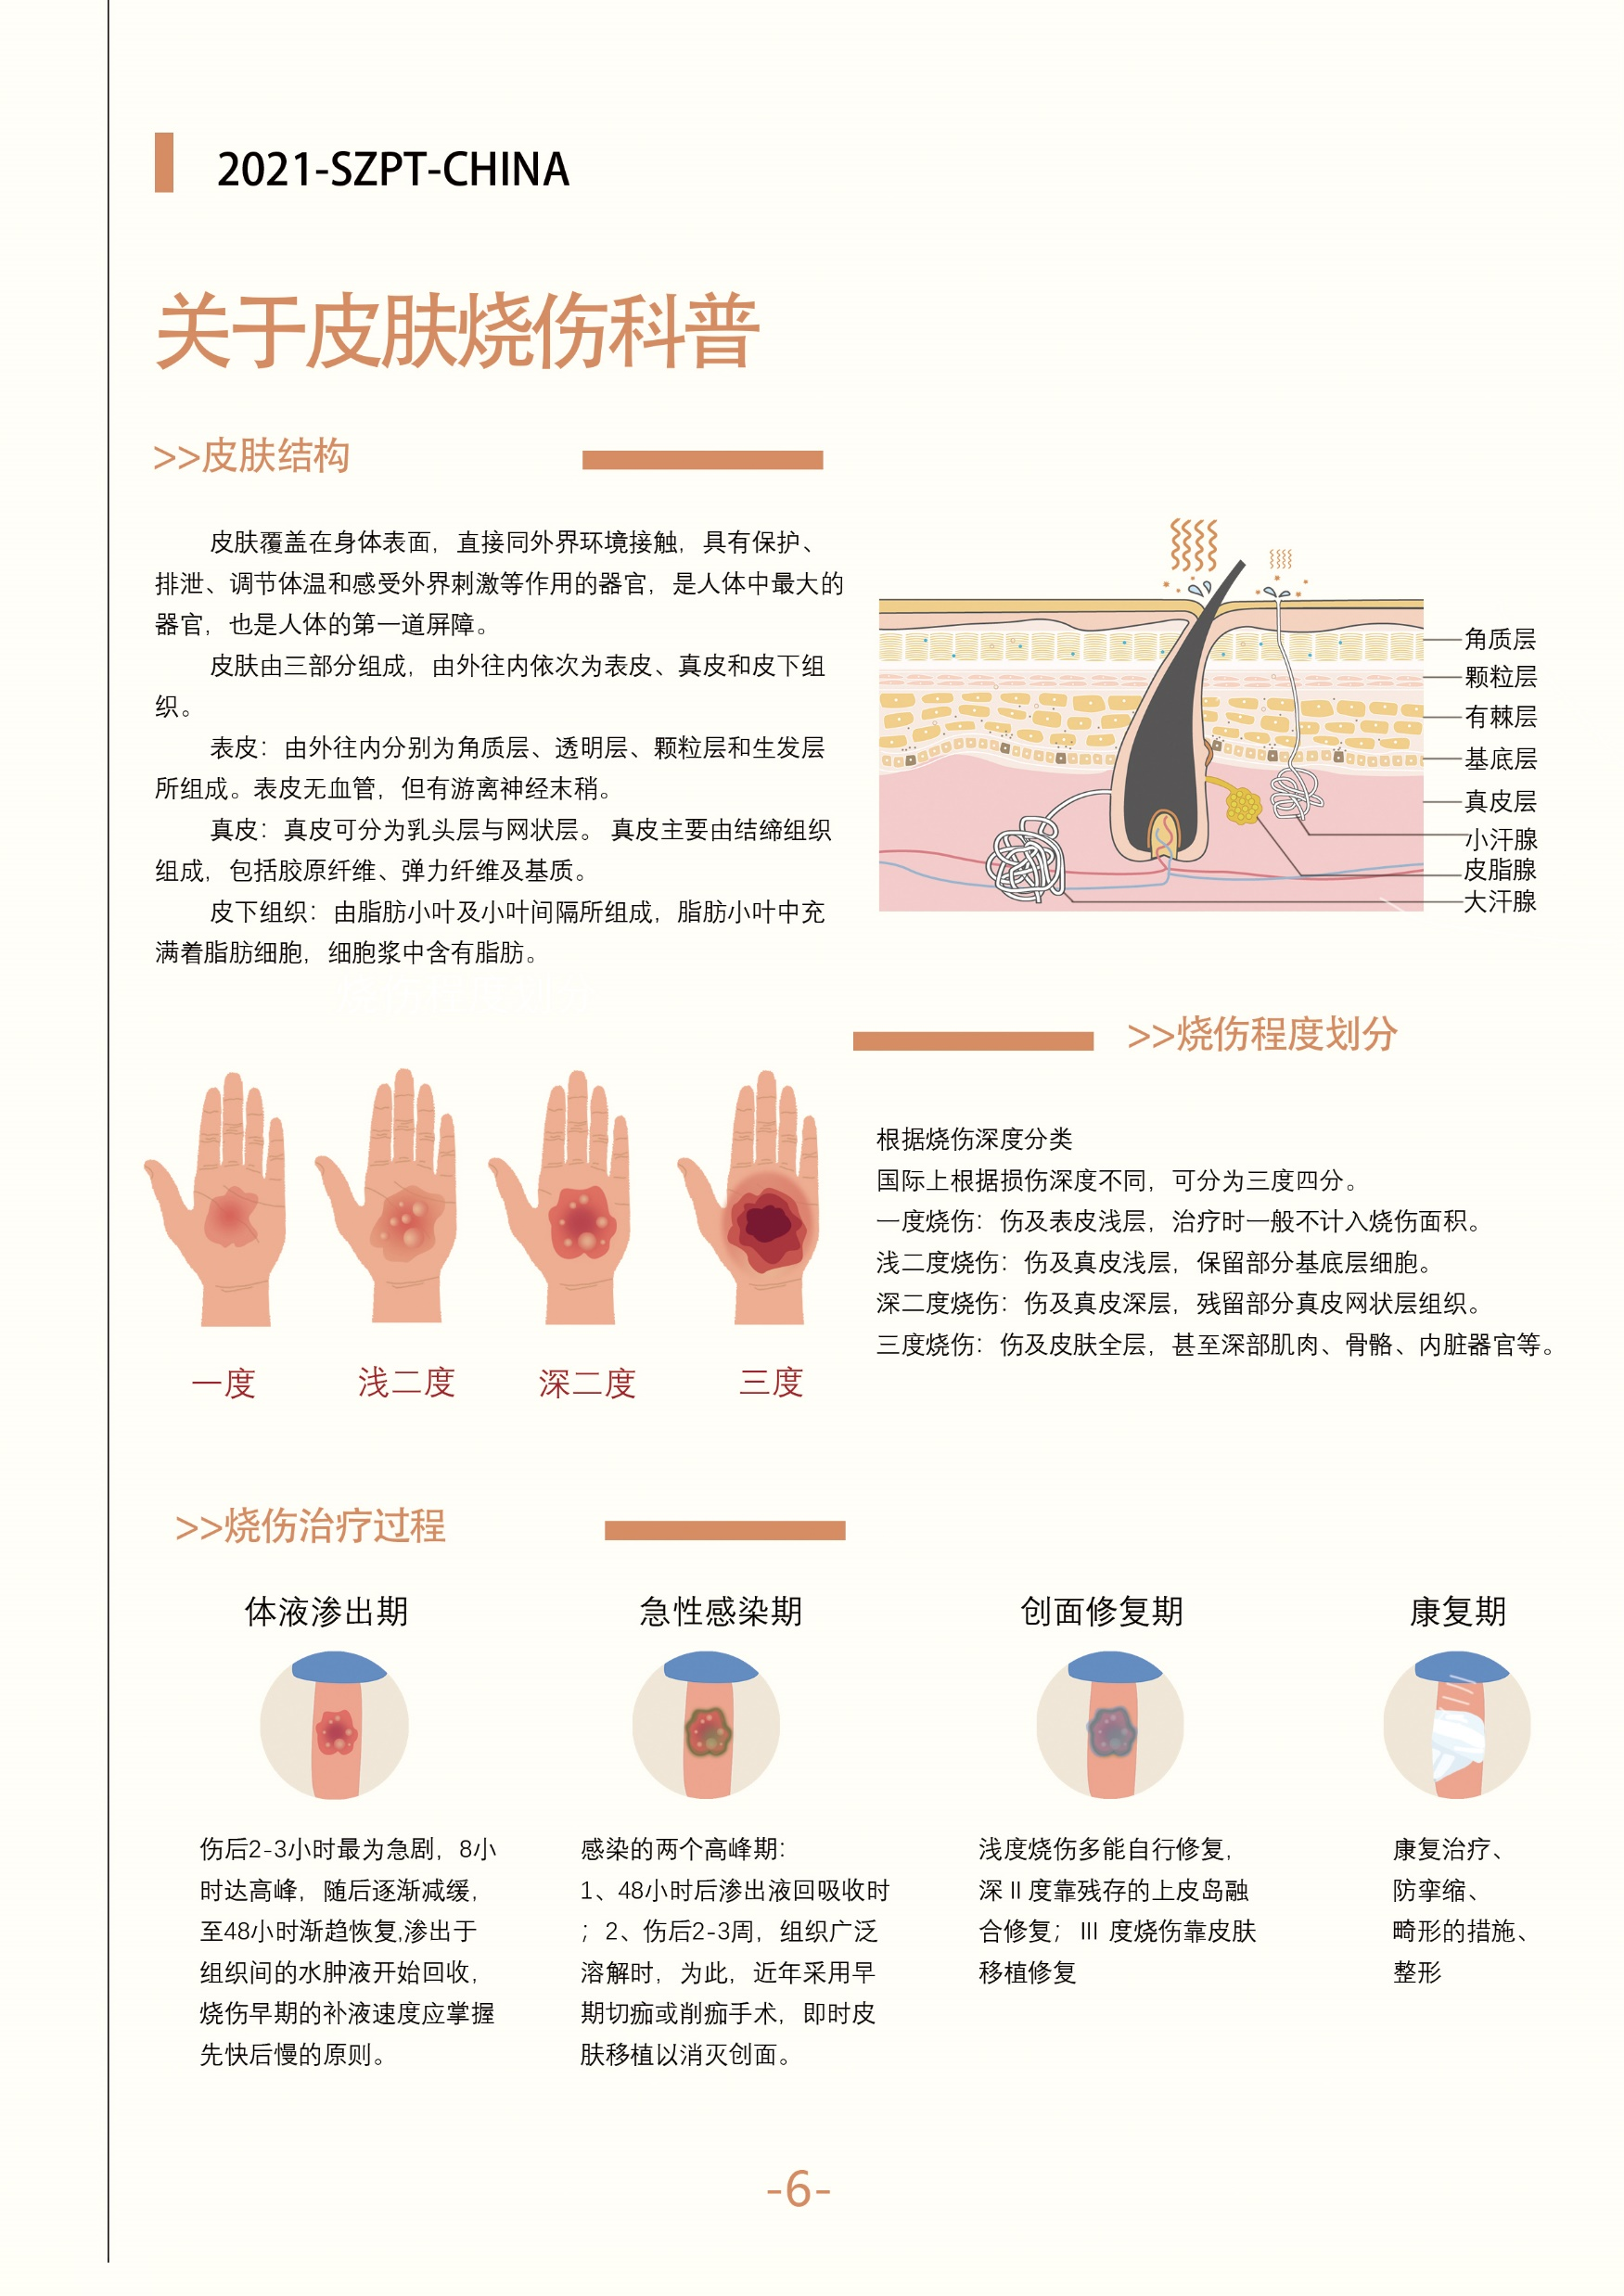 2021-SZPT-CHINA
关于皮肤烧伤科普
>>皮肤结构
皮肤覆盖在身体表面，直接同外界环境接触，具有保护、
排泄、调节体温和感受外界刺激等作用的器官，是人体中最大的
器官，也是人体的第一道屏障。
皮肤由三部分组成，由外往内依次为表皮、真皮和皮下组
织。
表皮：由外往内分别为角质层、透明层、颗粒层和生发层
所组成。表皮无血管，但有游离神经末稍。
真皮：真皮可分为乳头层与网状层。 真皮主要由结缔组织
组成，包括胶原纤维、弹力纤维及基质。
皮下组织：由脂肪小叶及小叶间隔所组成，脂肪小叶中充
满着脂肪细胞，细胞浆中含有脂肪。
角质层
颗粒层
有棘层
基底层
真皮层
小汗腺
皮脂腺
大汗腺
>>烧伤程度划分
根据烧伤深度分类
国际上根据损伤深度不同，可分为三度四分。
一度烧伤：伤及表皮浅层，治疗时一般不计入烧伤面积。
浅二度烧伤：伤及真皮浅层，保留部分基底层细胞。
深二度烧伤：伤及真皮深层，残留部分真皮网状层组织。
三度烧伤：伤及皮肤全层，甚至深部肌肉、骨骼、内脏器官等。
一度
浅二度
深二度
三度
>>烧伤治疗过程
体液渗出期
伤后2-3小时最为急剧，8小
时达高峰，随后逐渐减缓，
至48小时渐趋恢复,渗出于
组织间的水肿液开始回收，
烧伤早期的补液速度应掌握
先快后慢的原则。
急性感染期
感染的两个高峰期：
1、48小时后渗出液回吸收时
；2、伤后2-3周，组织广泛
溶解时，为此，近年采用早
期切痂或削痂手术，即时皮
肤移植以消灭创面。
创面修复期
浅度烧伤多能自行修复，
深Ⅱ度靠残存的上皮岛融
合修复；Ⅲ 度烧伤靠皮肤
移植修复
康复期
康复治疗、
防挛缩、
畸形的措施、
整形
-6-